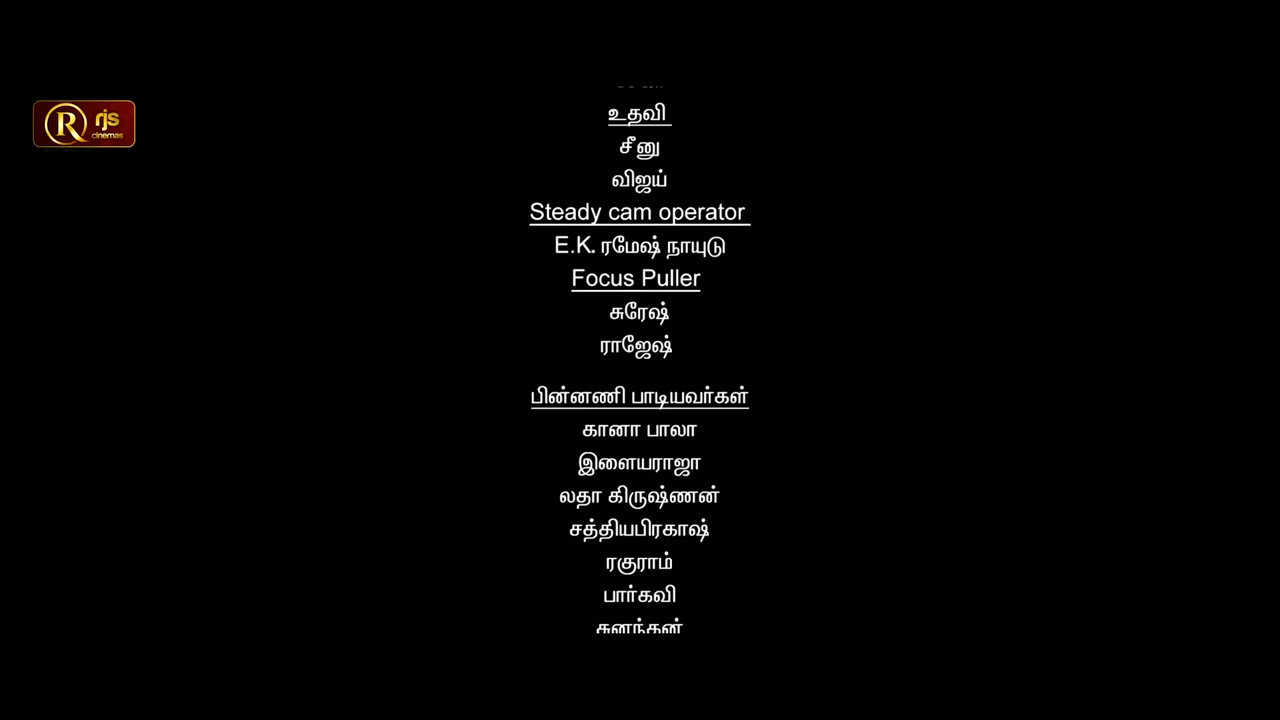 R rjs
cinemas
உதவி
சீனு
விஜய்
Steady cam operator
E.K. ரமேஷ் நாயுடு
Focus Puller
சுரேஷ்
ராஜேஷ்
பின்னணி பாடியவர்கள்
கானா பாலா
இளையராஜா
லதா கிருஷ்ணன்
சத்தியபிரகாஷ்
ரகுராம்
பார்கவி